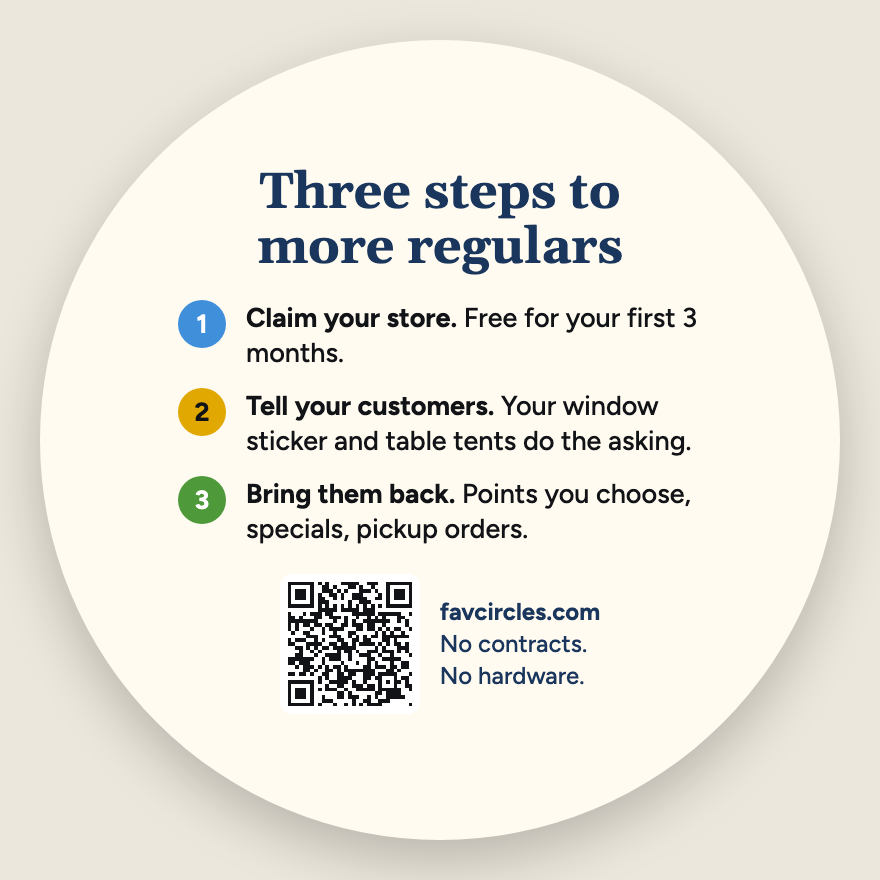 Three steps to
more regulars
1 Claim your store. Free for your first 3
months.
2 Tell your customers. Your window
sticker and table tents do the asking.
3 Bring them back. Points you choose,
specials, pickup orders.
favcircles.com
No contracts.
No hardware.